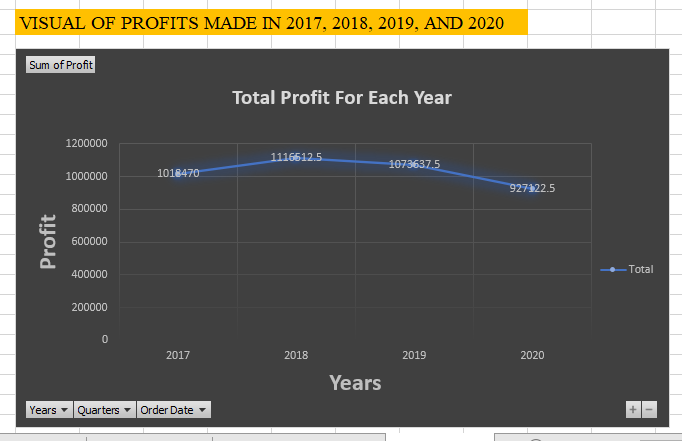 VISUAL OF PROFITS MADE IN 2017, 2018, 2019, AND 2020
Sum of Profit
Total Profit For Each Year
1200000
1000000
800000
600000
400000
200000
0
Profit
1018470
1116512.5
1073637.5
927122.5
Total
2017 2018 2019 2020
Years
Years Quarters Order Date
+ −